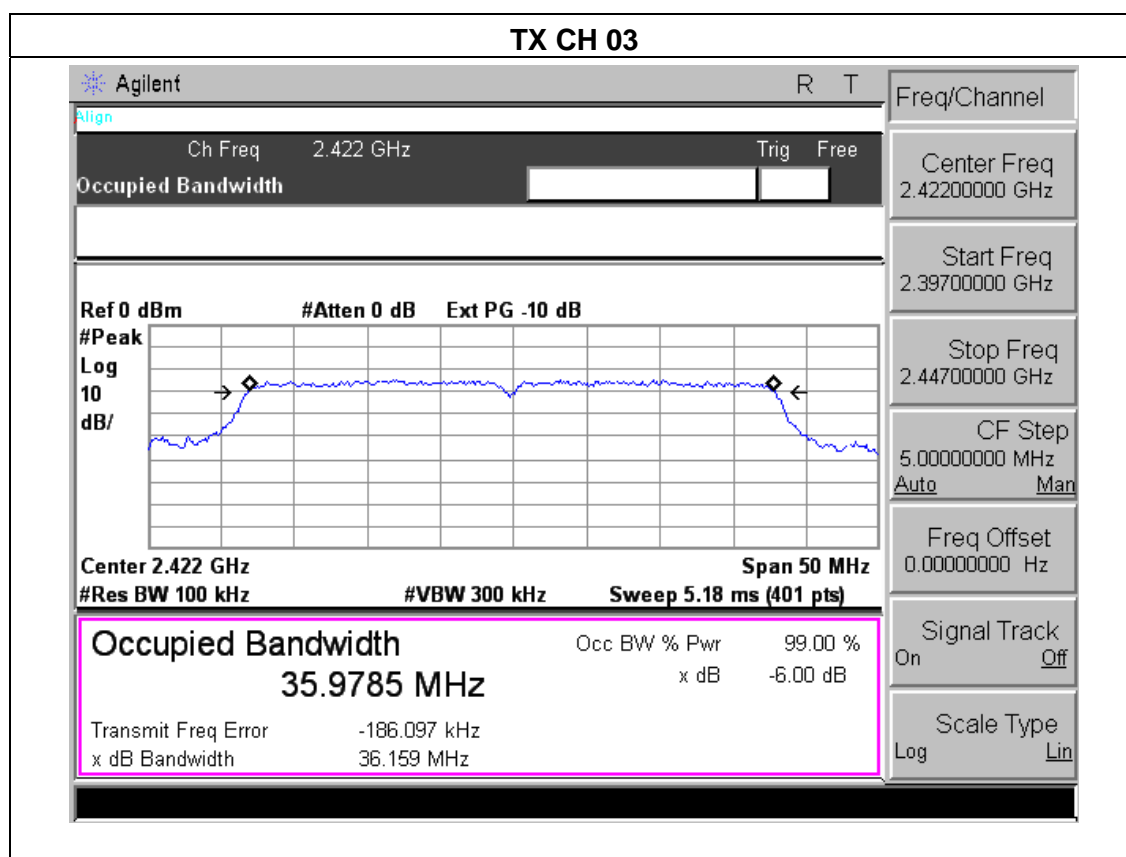 TX CH 03
Agilent R T
Align
Ch Freq 2.422 GHz Trig Free
Occupied Bandwidth
Ref 0 dBm #Atten 0 dB Ext PG -10 dB
#Peak
Log
10
dB/
Center 2.422 GHz Span 50 MHz
#Res BW 100 kHz #VBW 300 kHz Sweep 5.18 ms (401 pts)
Occupied Bandwidth Occ BW % Pwr 99.00 %
35.9785 MHz x dB -6.00 dB
Transmit Freq Error -186.097 kHz
x dB Bandwidth 36.159 MHz
Freq/Channel
Center Freq
2.42200000 GHz
Start Freq
2.39700000 GHz
Stop Freq
2.44700000 GHz
CF Step
5.00000000 MHz
Auto Man
Freq Offset
0.00000000 Hz
Signal Track
On Off
Scale Type
Log Lin